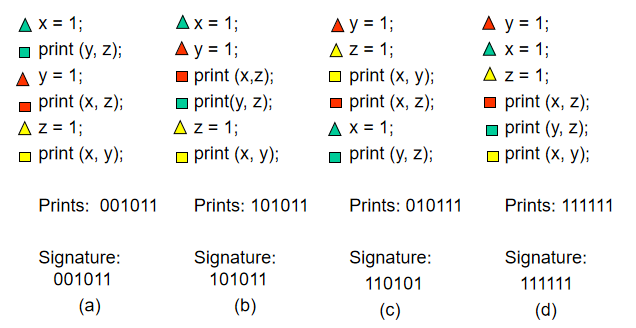 x = 1;
print (y, z);
y = 1;
print (x, z);
z = 1;
print (x, y);
Prints: 001011
Signature:
001011
(a)
x = 1;
y = 1;
print (x,z);
print(y, z);
z = 1;
print (x, y);
Prints: 101011
Signature:
101011
(b)
y = 1;
z = 1;
print (x, y);
print (x, z);
x = 1;
print (y, z);
Prints: 010111
Signature:
110101
(c)
y = 1;
x = 1;
z = 1;
print (x, z);
print (y, z);
print (x, y);
Prints: 111111
Signature:
111111
(d)